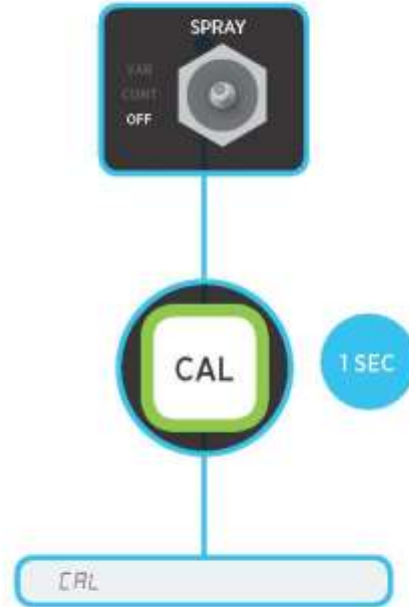 SPRAY
VAR
CONT
OFF
CAL
1 SEC
CAL